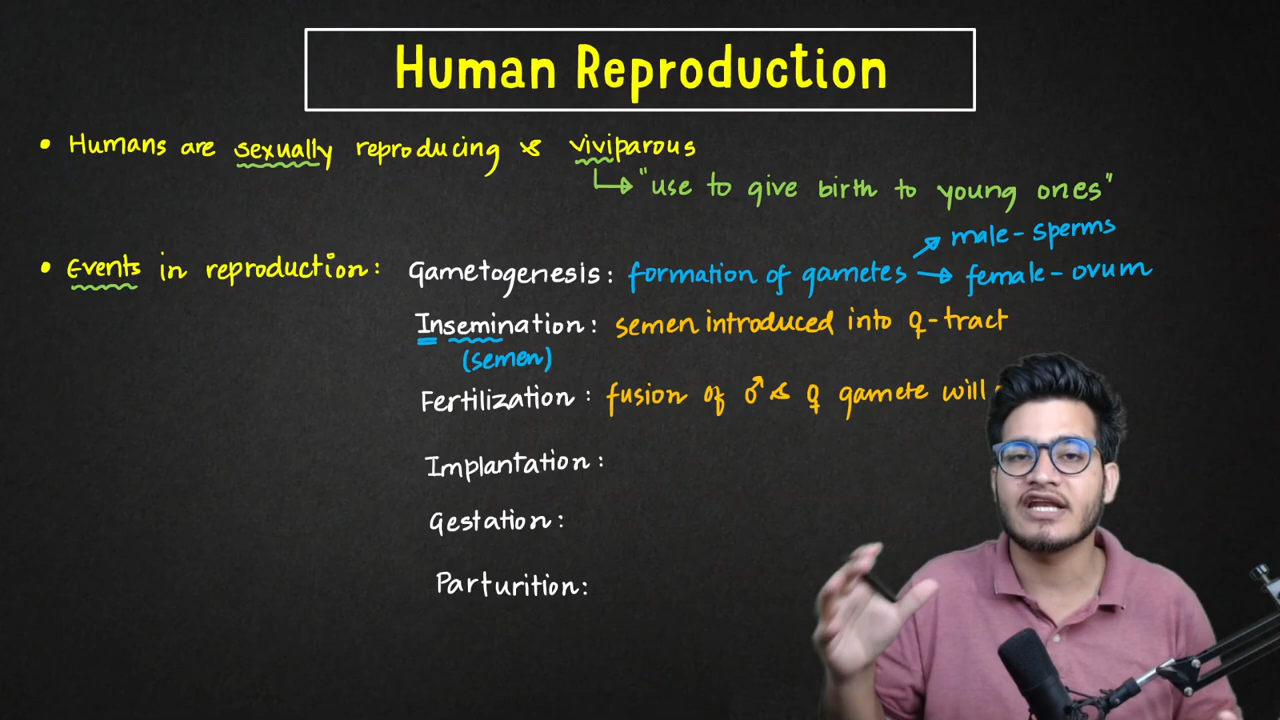 Human Reproduction
• Humans are sexually reproducing & viviparous
"use to give birth to young ones"
male - sperms
• Events in reproduction: Gametogenesis: formation of gametes female - ovum
Insemination: semen introduced into ♀-tract
(semen)
Fertilization: fusion of ♂ & ♀ gamete will
Implantation:
Gestation:
Parturition: